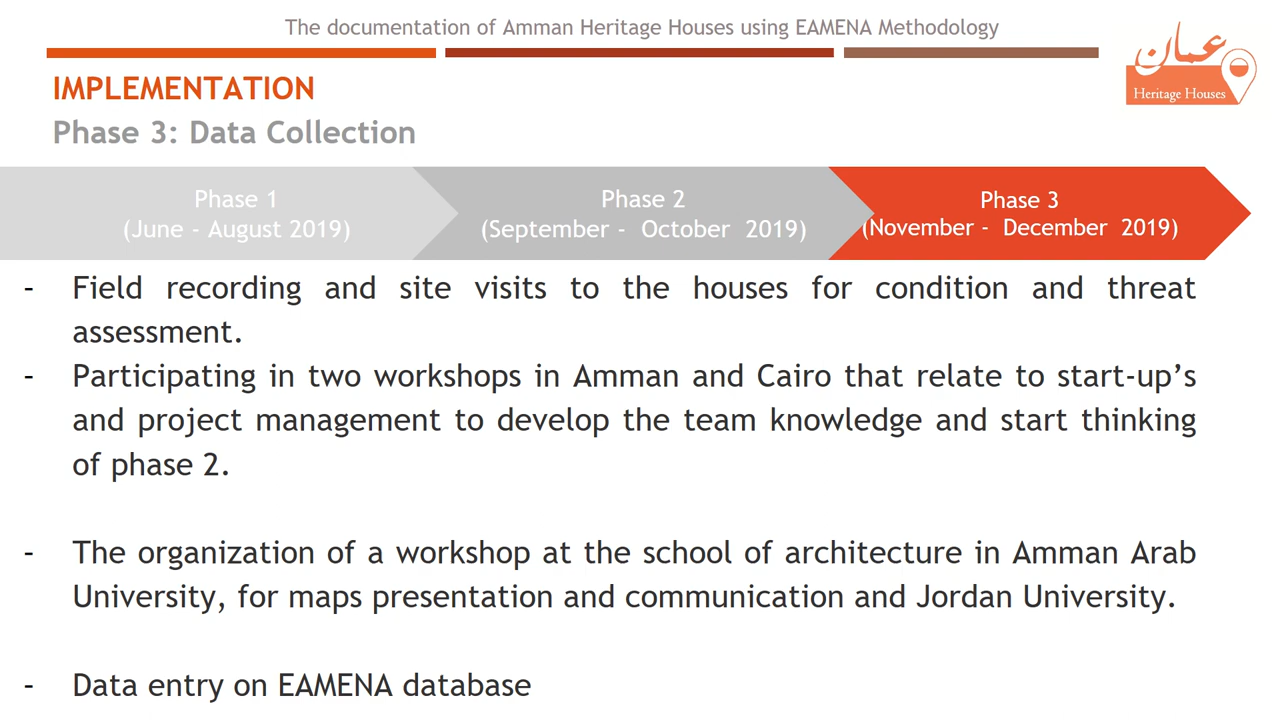 The documentation of Amman Heritage Houses using EAMENA Methodology
عمان
Heritage Houses
IMPLEMENTATION
Phase 3: Data Collection
Phase 1
(June - August 2019)
Phase 2
(September - October 2019)
Phase 3
(November - December 2019)
- Field recording and site visits to the houses for condition and threat
assessment.
- Participating in two workshops in Amman and Cairo that relate to start-up’s
and project management to develop the team knowledge and start thinking
of phase 2.
- The organization of a workshop at the school of architecture in Amman Arab
University, for maps presentation and communication and Jordan University.
- Data entry on EAMENA database